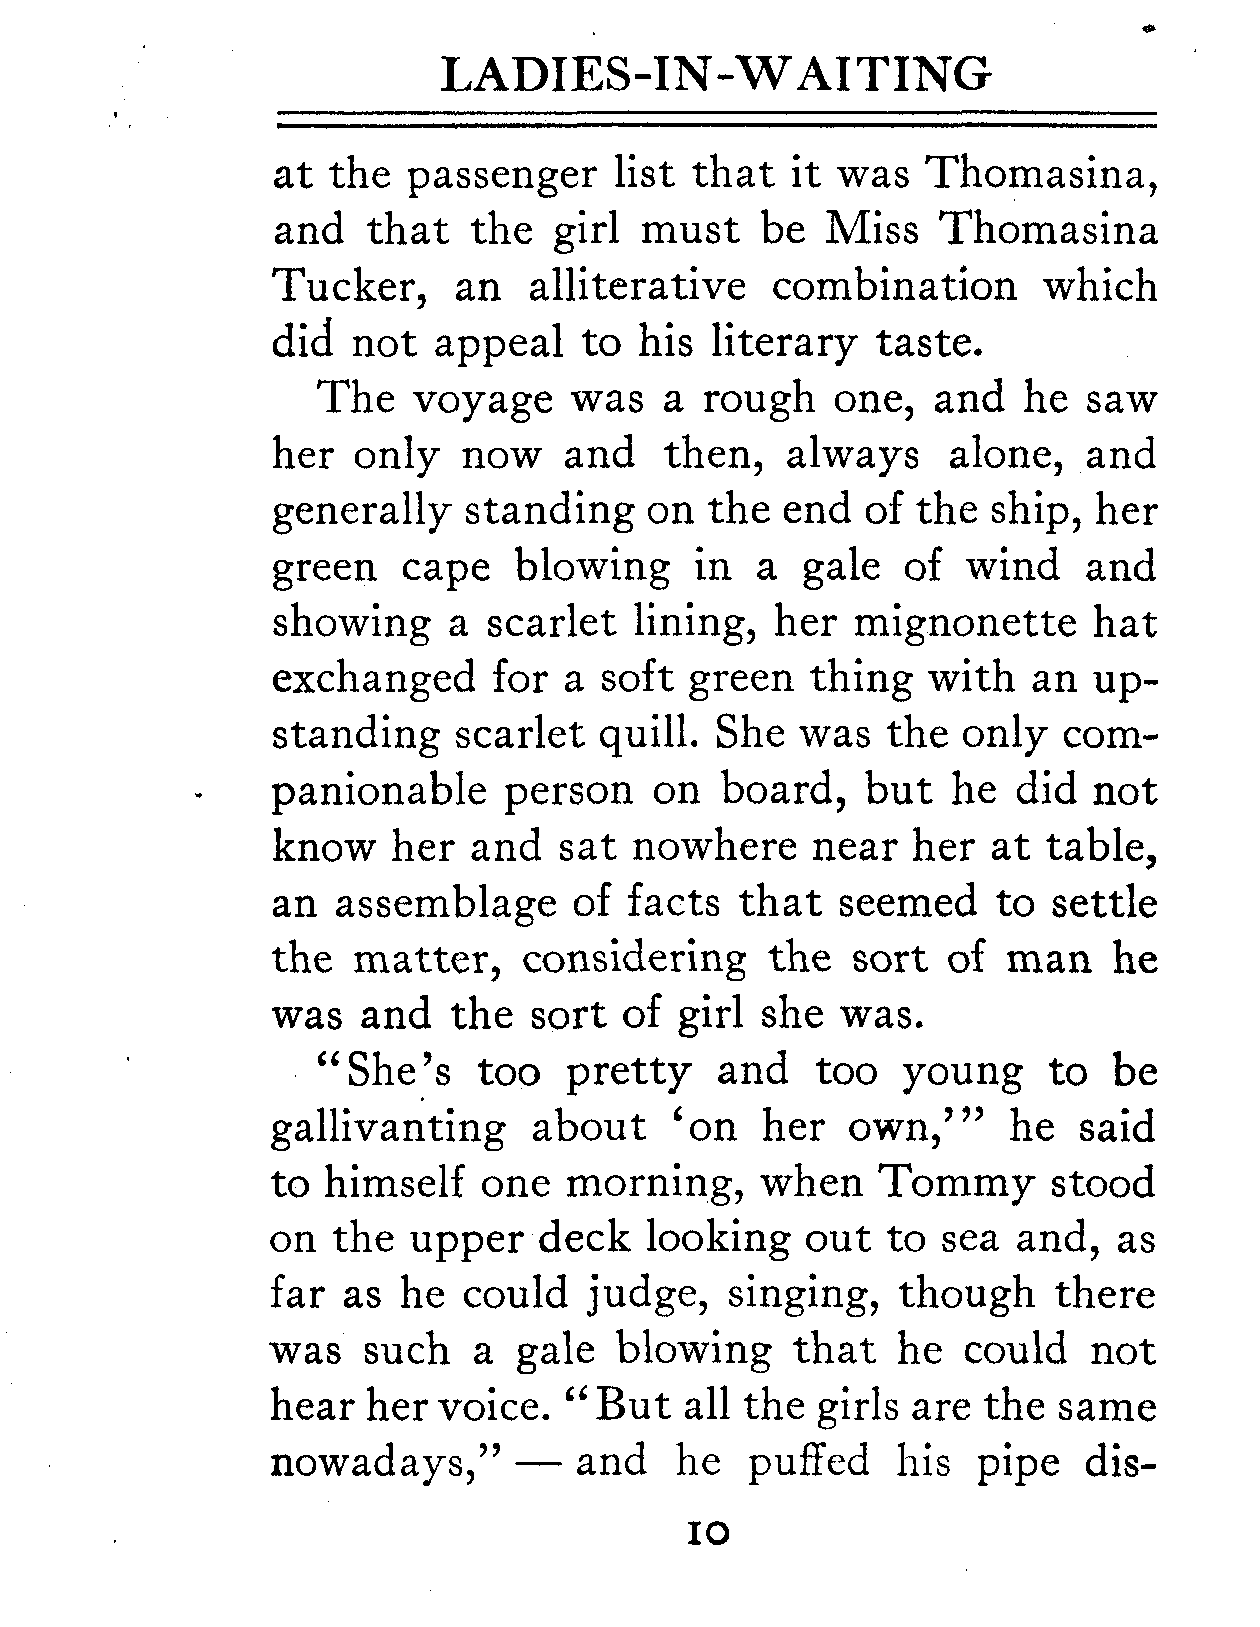 LADIES-IN-WAITING
at the passenger list that it was Thomasina,
and that the girl must be Miss Thomasina
Tucker, an alliterative combination which
did not appeal to his literary taste.
The voyage was a rough one, and he saw
her only now and then, always alone, and
generally standing on the end of the ship, her
green cape blowing in a gale of wind and
showing a scarlet lining, her mignonette hat
exchanged for a soft green thing with an up-
standing scarlet quill. She was the only com-
panionable person on board, but he did not
know her and sat nowhere near her at table,
an assemblage of facts that seemed to settle
the matter, considering the sort of man he
was and the sort of girl she was.
“She's too pretty and too young to be
gallivanting about ‘on her own,’” he said
to himself one morning, when Tommy stood
on the upper deck looking out to sea and, as
far as he could judge, singing, though there
was such a gale blowing that he could not
hear her voice. “But all the girls are the same
nowadays,” — and he puffed his pipe dis-
10